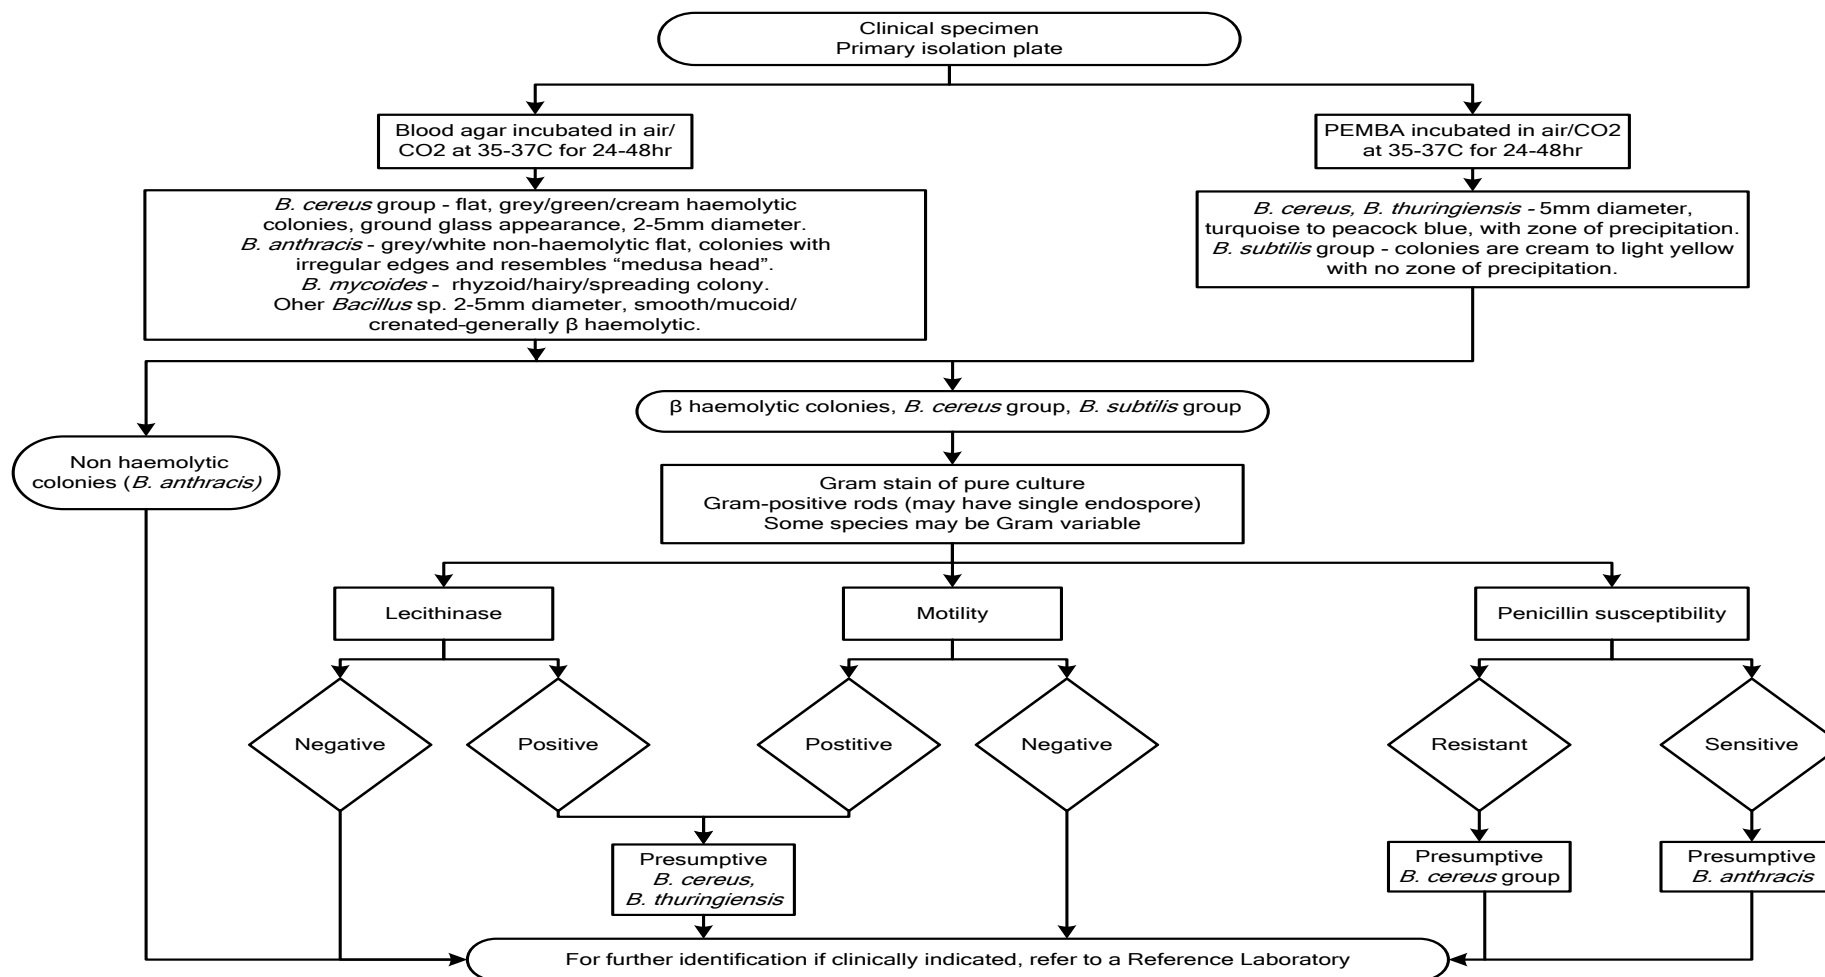 Clinical specimen
Primary isolation plate
Blood agar incubated in air/
CO2 at 35-37C for 24-48hr
PEMBA incubated in air/CO2
at 35-37C for 24-48hr
B. cereus group - flat, grey/green/cream haemolytic
colonies, ground glass appearance, 2-5mm diameter.
B. anthracis - grey/white non-haemolytic flat, colonies with
irregular edges and resembles “medusa head”.
B. mycoides - rhyzoid/hairy/spreading colony.
Oher Bacillus sp. 2-5mm diameter, smooth/mucoid/
crenated-generally β haemolytic.
B. cereus, B. thuringiensis - 5mm diameter,
turquoise to peacock blue, with zone of precipitation.
B. subtilis group - colonies are cream to light yellow
with no zone of precipitation.
β haemolytic colonies, B. cereus group, B. subtilis group
Non haemolytic
colonies (B. anthracis)
Gram stain of pure culture
Gram-positive rods (may have single endospore)
Some species may be Gram variable
Lecithinase
Motility
Penicillin susceptibility
Negative
Positive
Postitive
Negative
Resistant
Sensitive
Presumptive
B. cereus,
B. thuringiensis
Presumptive
B. cereus group
Presumptive
B. anthracis
For further identification if clinically indicated, refer to a Reference Laboratory